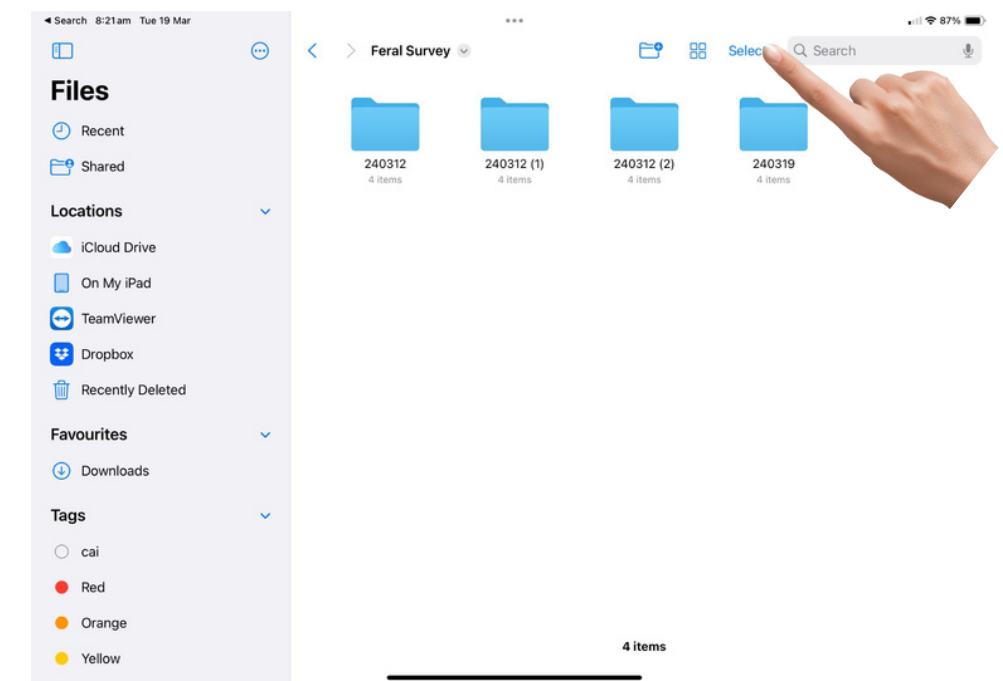 Search 8:21 am Tue 19 Mar
87%
Feral Survey
Selec
Search
Files
Recent
Shared
Locations
iCloud Drive
On My iPad
TeamViewer
Dropbox
Recently Deleted
Favourites
Downloads
Tags
cai
Red
Orange
Yellow
240312
4 items
240312 (1)
4 items
240312 (2)
4 items
240319
4 items
4 items